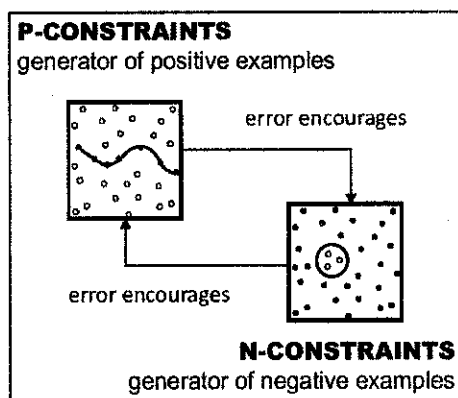 P-CONSTRAINTS
generator of positive examples
error encourages
error encourages
N-CONSTRAINTS
generator of negative examples